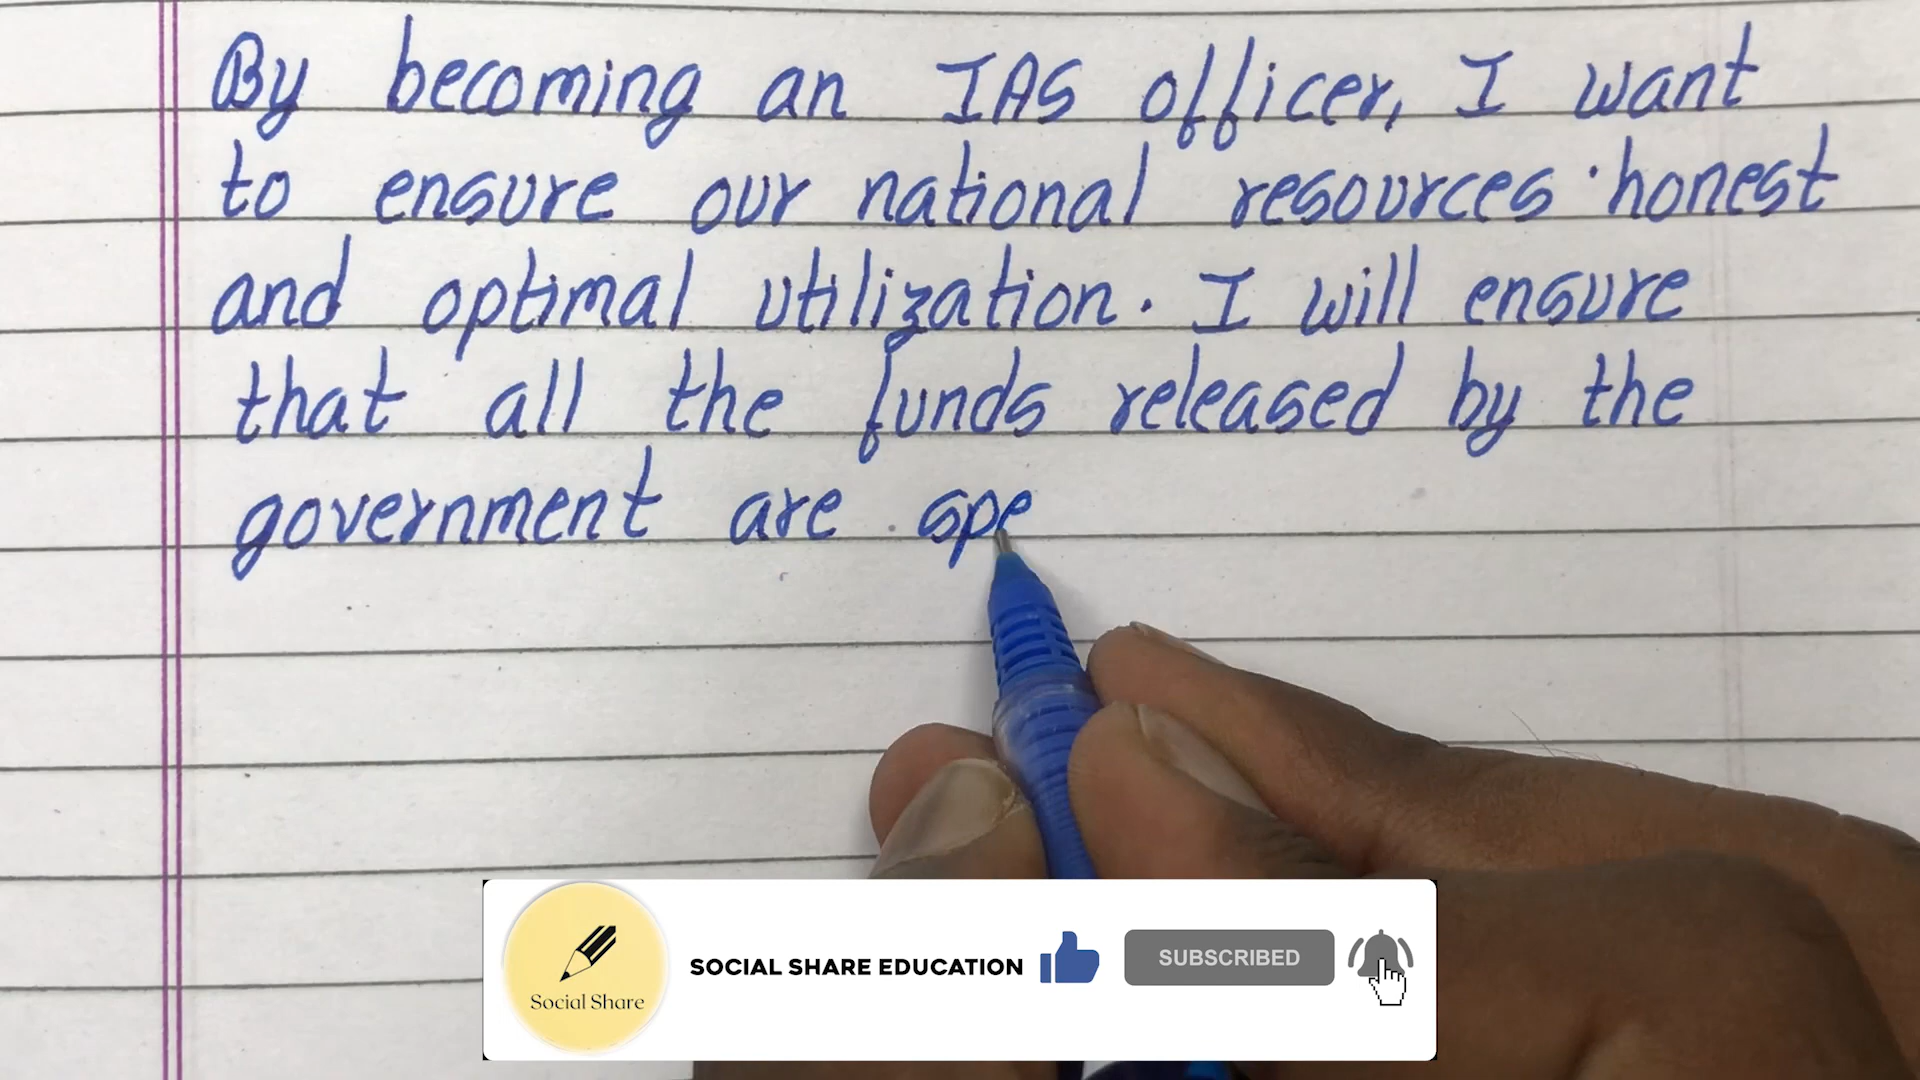 By becoming an IAS officer, I want
to ensure our national resources honest
and optimal utilization. I will ensure
that all the funds released by the
government are spe
SOCIAL SHARE EDUCATION SUBSCRIBED
Social Share